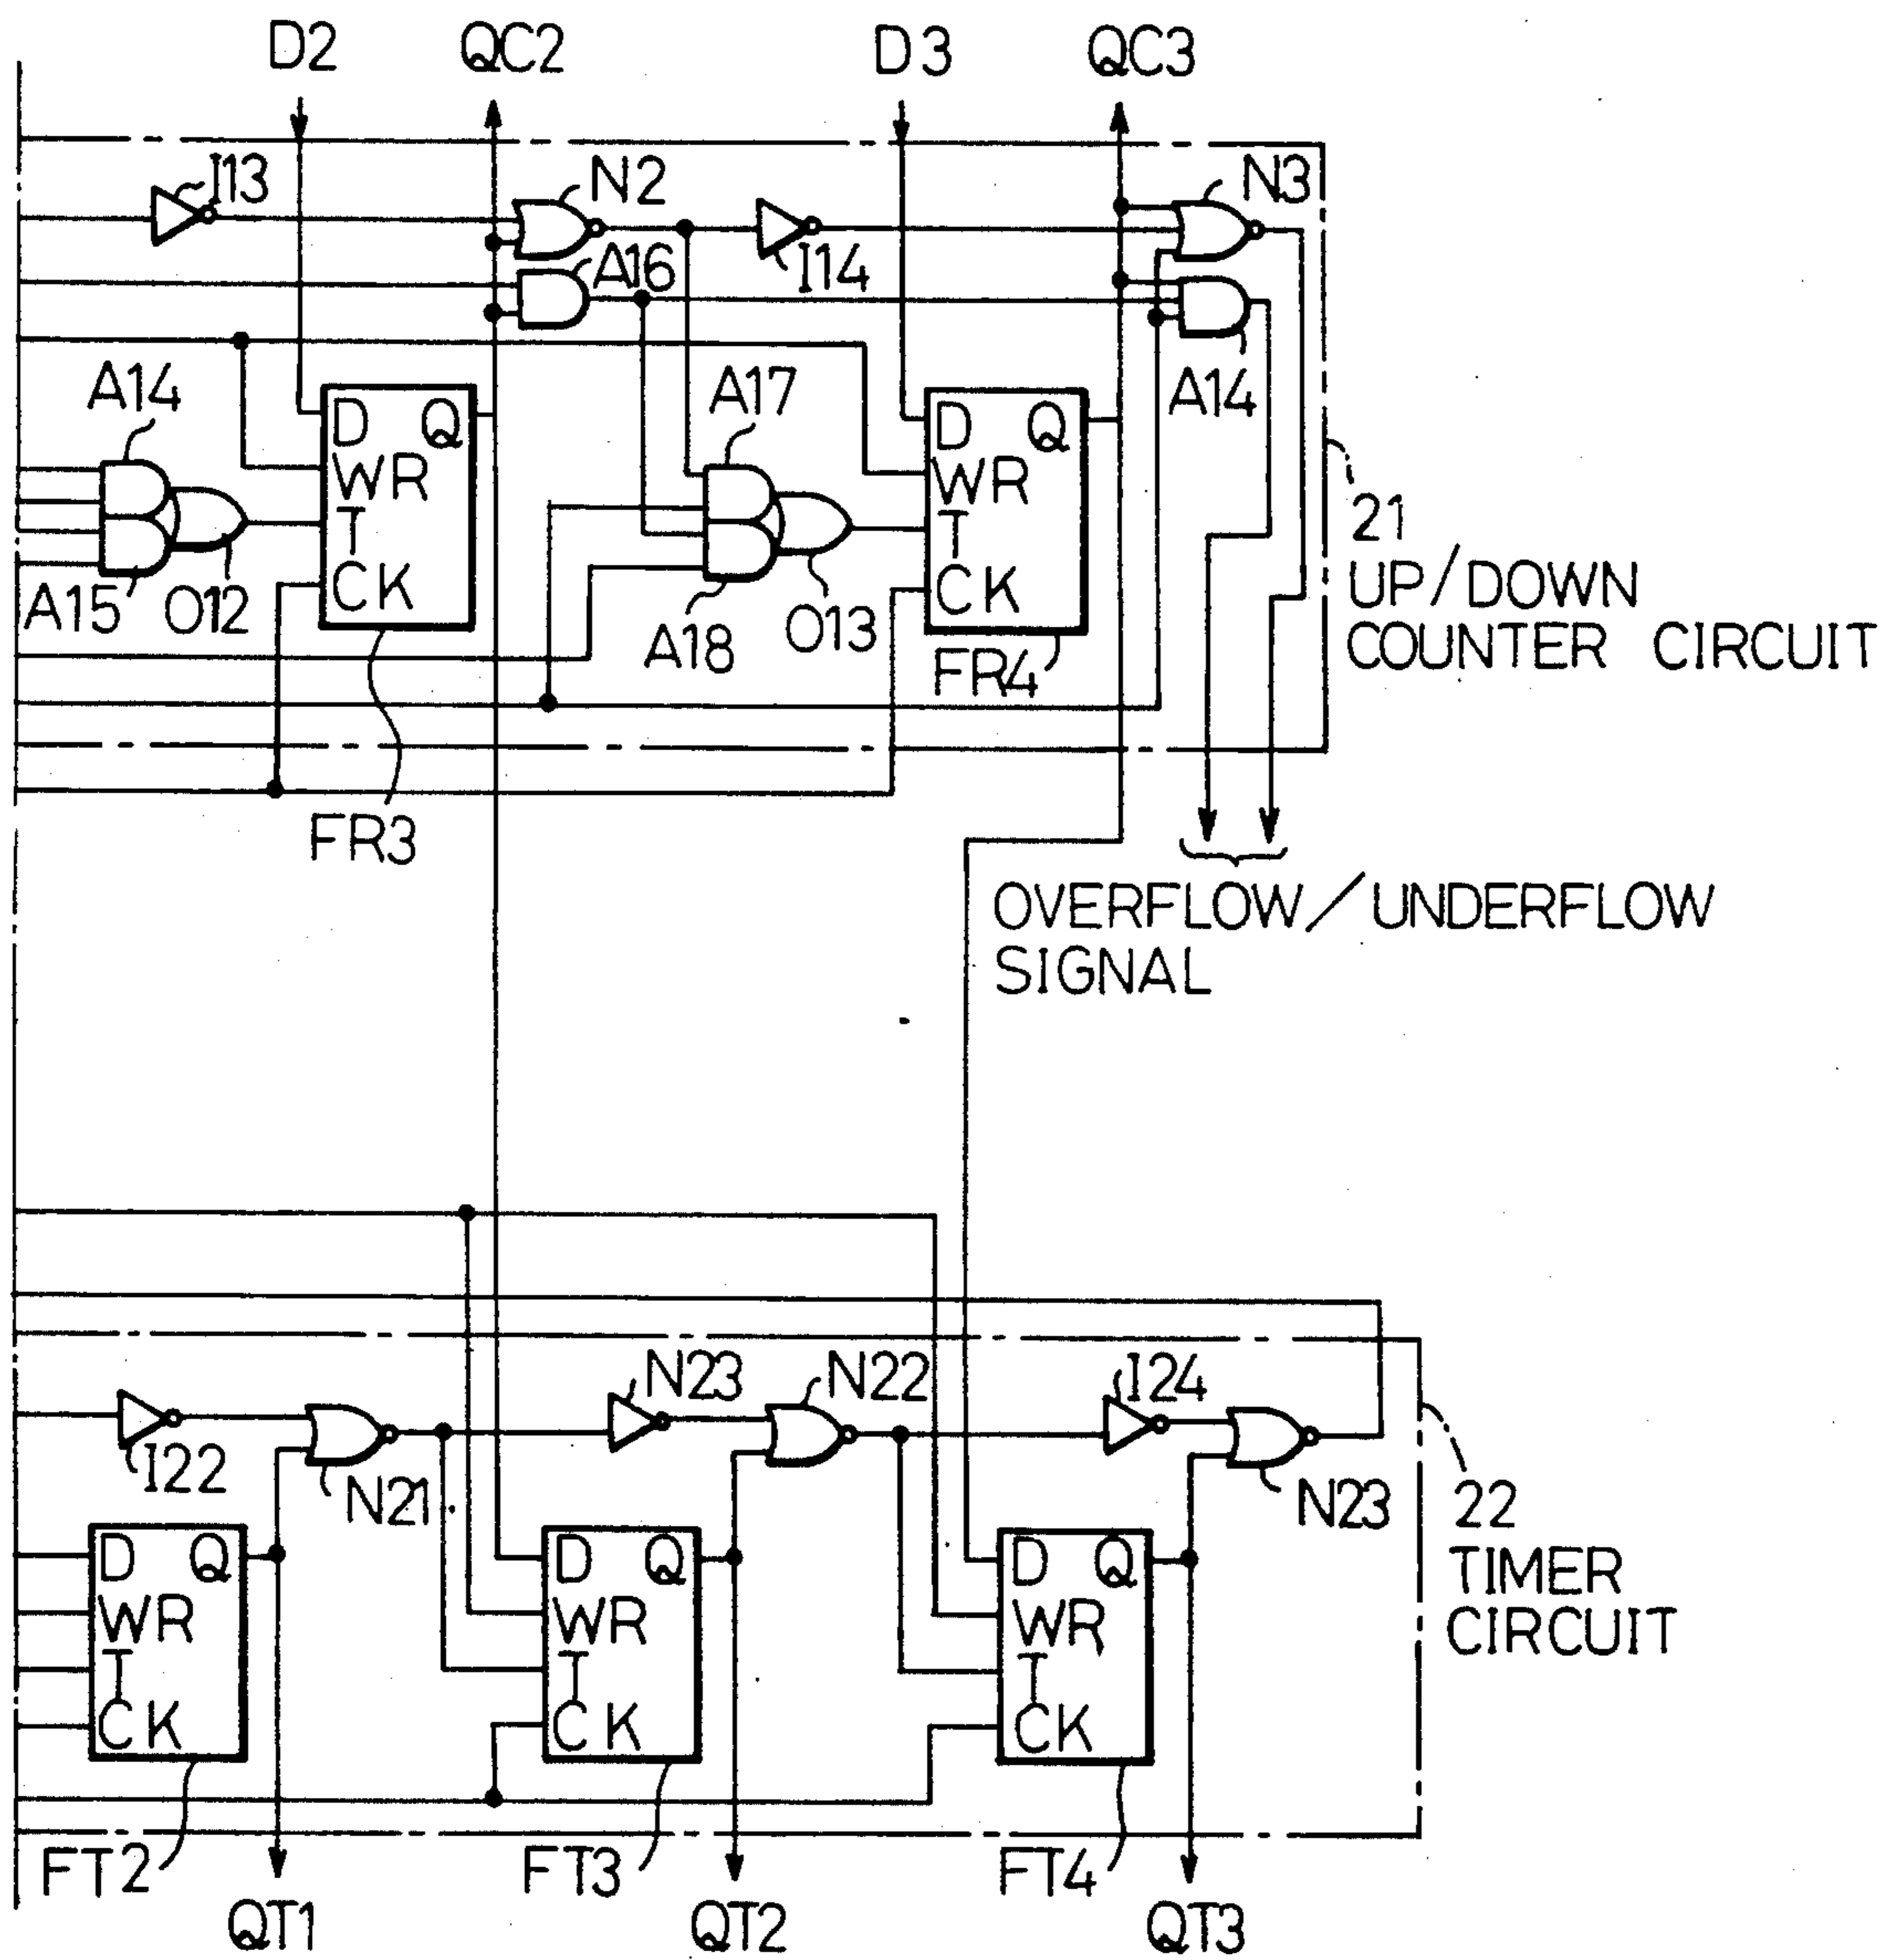 D2 QC2 D3 QC3
I13 N2 N3
A16 I14
A14 A17 A14
D Q D Q
WR WR
T T
CK CK
A15 O12 A18 O13 FR4
21
UP/DOWN
COUNTER CIRCUIT
FR3
OVERFLOW/UNDERFLOW
SIGNAL
N23 N22 I24
I22 N21 N23
22
TIMER
CIRCUIT
D Q D Q D Q
WR WR WR
T T T
CK CK CK
FT2 FT3 FT4
QT1 QT2 QT3